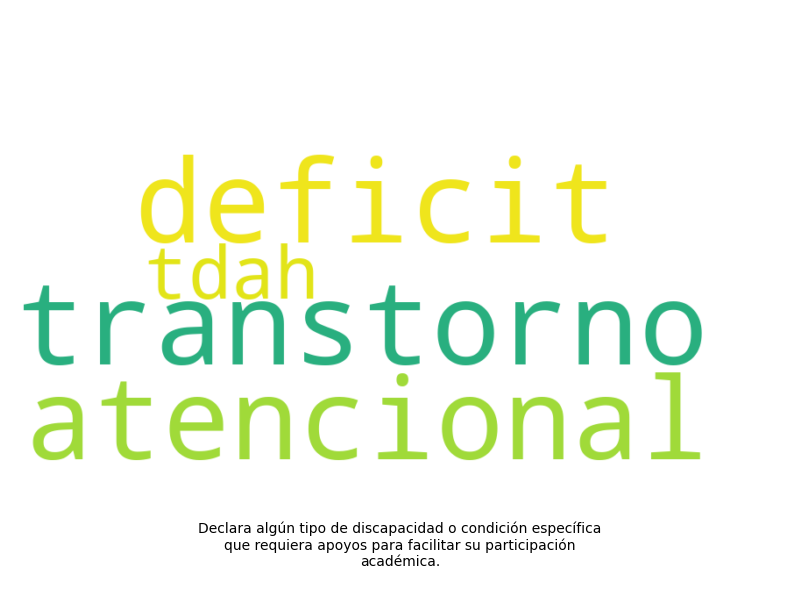 deficit
tdah
transtorno
atencional
Declara algún tipo de discapacidad o condición específica
que requiera apoyos para facilitar su participación
académica.